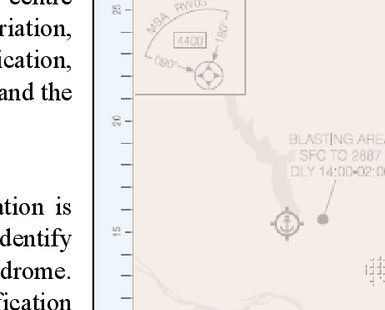 centre
riation,
ication,
and the
ation is
dentify
drome.
fication
25
20
15
MSA RW03
180°
4400
090°
BLASTING AREA
SFC TO 2887
DLY 14:00-02:00